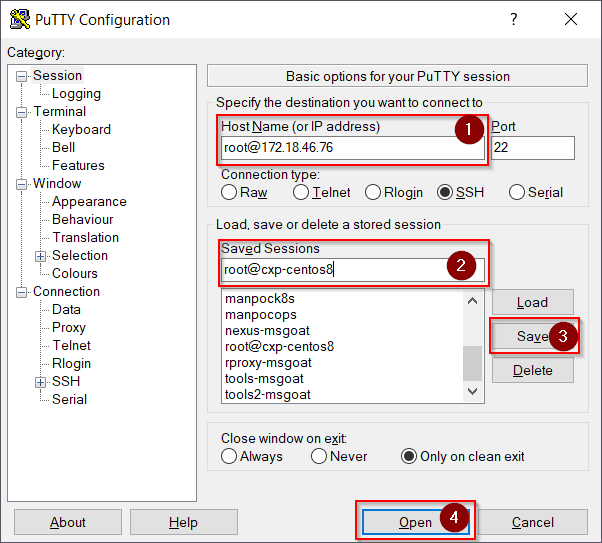 PuTTY Configuration ? ×
Category:
Session
Logging
Terminal
Keyboard
Bell
Features
Window
Appearance
Behaviour
Translation
Selection
Colours
Connection
Data
Proxy
Telnet
Rlogin
SSH
Serial
Basic options for your PuTTY session
Specify the destination you want to connect to
Host Name (or IP address) 1 Port
root@172.18.46.76 22
Connection type:
Raw Telnet Rlogin SSH Serial
Load, save or delete a stored session
Saved Sessions
root@cxp-centos8 2
manpock8s
manpocops
nexus-msgoat
root@cxp-centos8
rproxy-msgoat
tools-msgoat
tools2-msgoat
Load
Save 3
Delete
Close window on exit:
Always Never Only on clean exit
About Help Open 4 Cancel